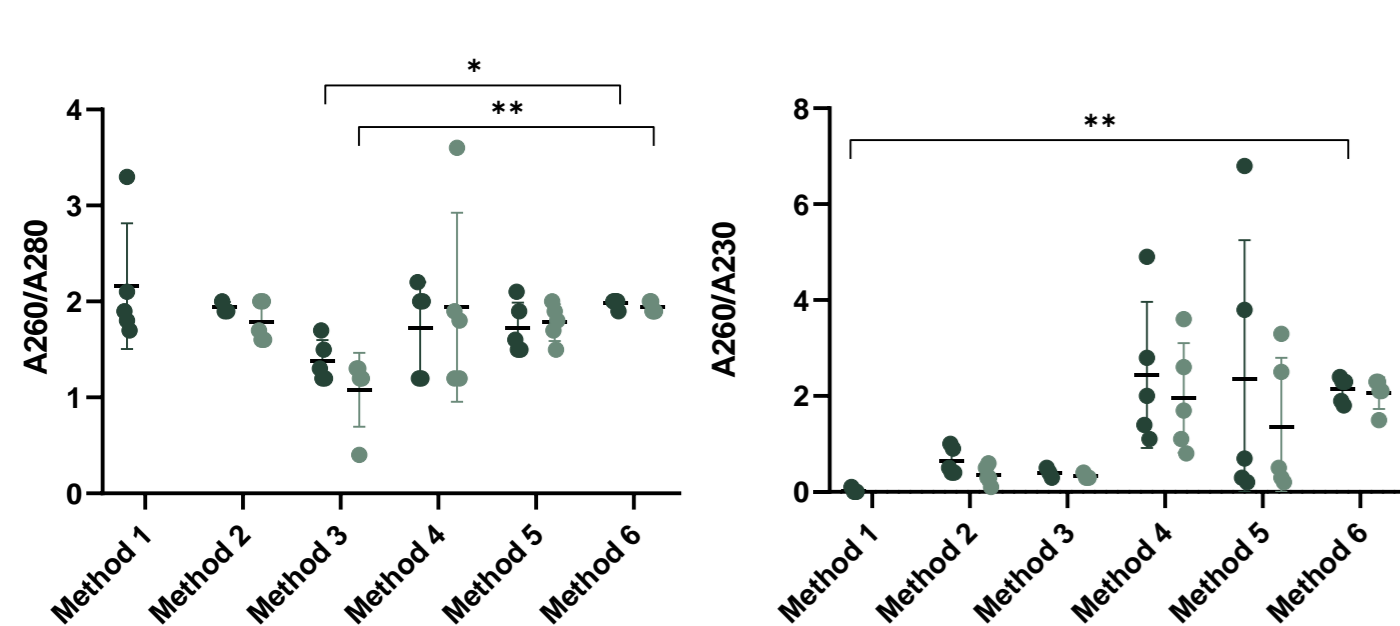 *
**
A260/A280
4
3
2
1
0
Method 1
Method 2
Method 3
Method 4
Method 5
Method 6
**
A260/A230
8
6
4
2
0
Method 1
Method 2
Method 3
Method 4
Method 5
Method 6